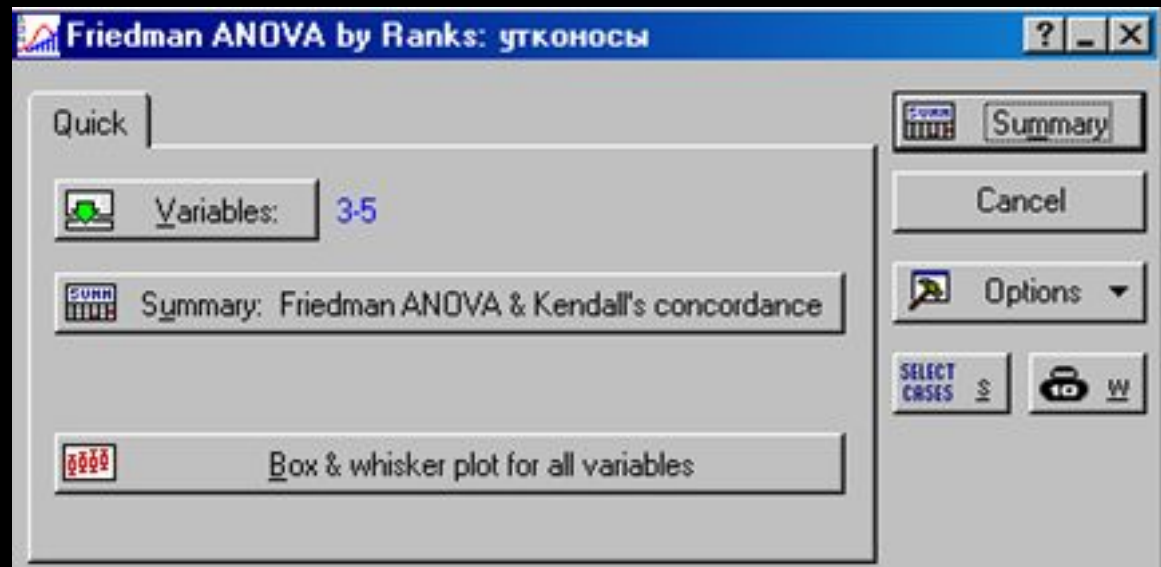 Friedman ANOVA by Ranks: утконосы
Quick
Variables: 3-5
Summary: Friedman ANOVA & Kendall's concordance
Box & whisker plot for all variables
Summary
Cancel
Options
SELECT CASES S
W